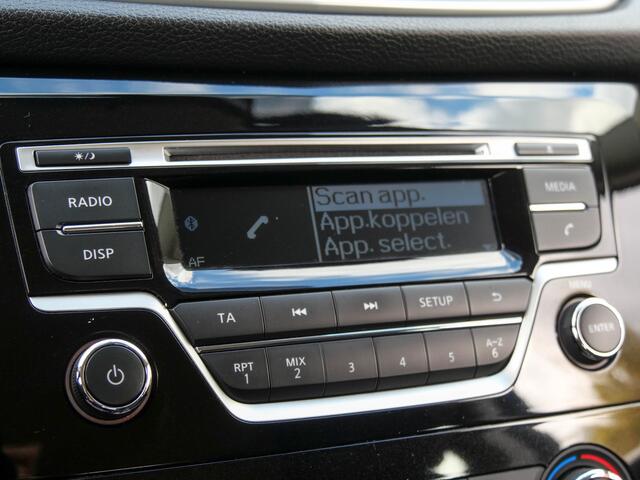 RADIO
MEDIA
DISP
AF
Scan app.
App.koppelen
App. select.
MENU
ENTER
TA
SETUP
RPT
1
MIX
2
3
4
5
A-Z
6